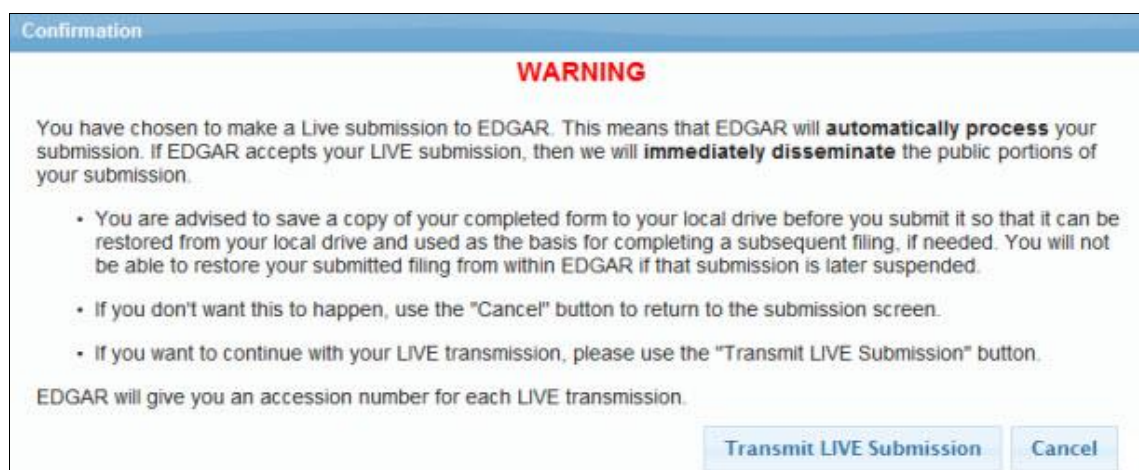 Confirmation
WARNING
You have chosen to make a Live submission to EDGAR. This means that EDGAR will automatically process your
submission. If EDGAR accepts your LIVE submission, then we will immediately disseminate the public portions of
your submission.
• You are advised to save a copy of your completed form to your local drive before you submit it so that it can be
restored from your local drive and used as the basis for completing a subsequent filing, if needed. You will not
be able to restore your submitted filing from within EDGAR if that submission is later suspended.
• If you don't want this to happen, use the "Cancel" button to return to the submission screen.
• If you want to continue with your LIVE transmission, please use the "Transmit LIVE Submission" button.
EDGAR will give you an accession number for each LIVE transmission.
Transmit LIVE Submission Cancel